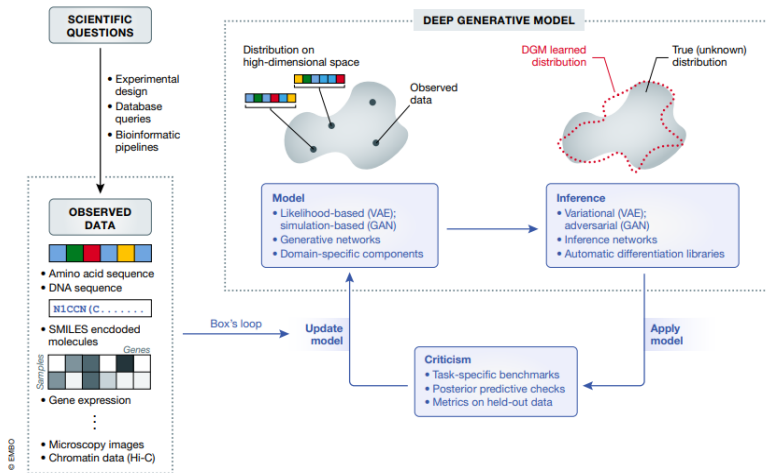 SCIENTIFIC
QUESTIONS
• Experimental
design
• Database
queries
• Bioinformatic
pipelines
OBSERVED
DATA
• Amino acid sequence
• DNA sequence
N1CCN(C.......
• SMILES encdoded
molecules
Genes
Samples
• Gene expression
• Microscopy images
• Chromatin data (Hi-C)
© EMBO
DEEP GENERATIVE MODEL
Distribution on
high-dimensional space
Observed
data
DGM learned
distribution
True (unknown)
distribution
Model
• Likelihood-based (VAE);
simulation-based (GAN)
• Generative networks
• Domain-specific components
Inference
• Variational (VAE);
adversarial (GAN)
• Inference networks
• Automatic differentiation libraries
Box's loop
Update
model
Apply
model
Criticism
• Task-specific benchmarks
• Posterior predictive checks
• Metrics on held-out data